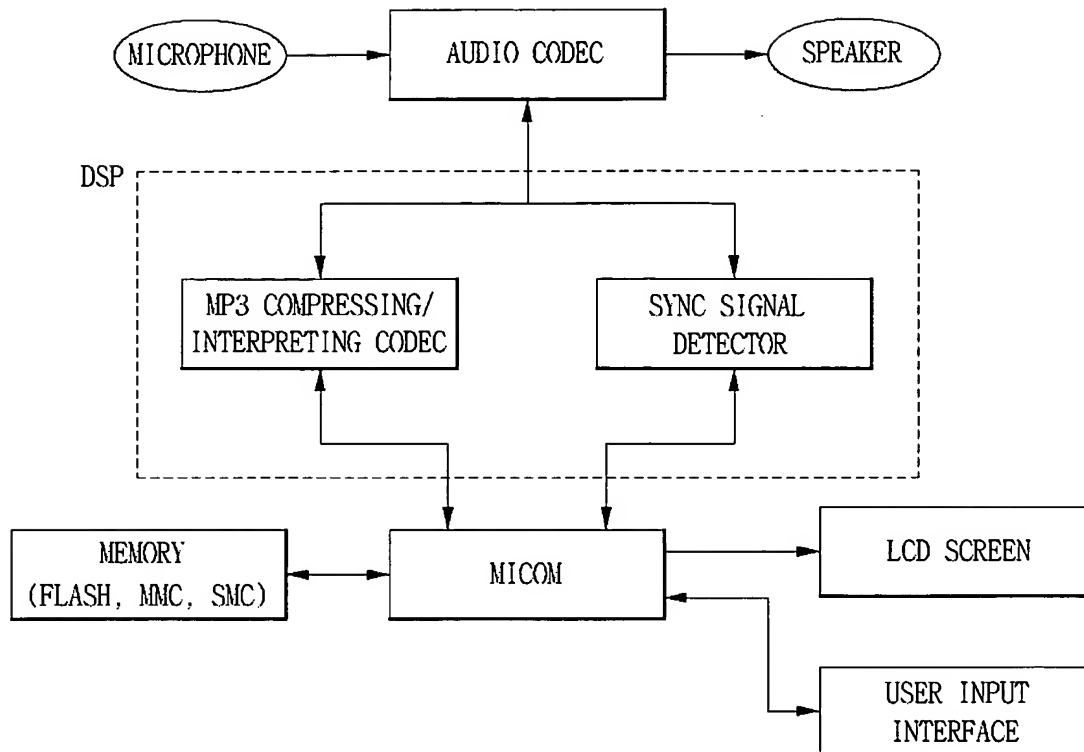 MICROPHONE
AUDIO CODEC
SPEAKER
DSP
MP3 COMPRESSING/
INTERPRETING CODEC
SYNC SIGNAL
DETECTOR
MEMORY
(FLASH, MMC, SMC)
MICOM
LCD SCREEN
USER INPUT
INTERFACE